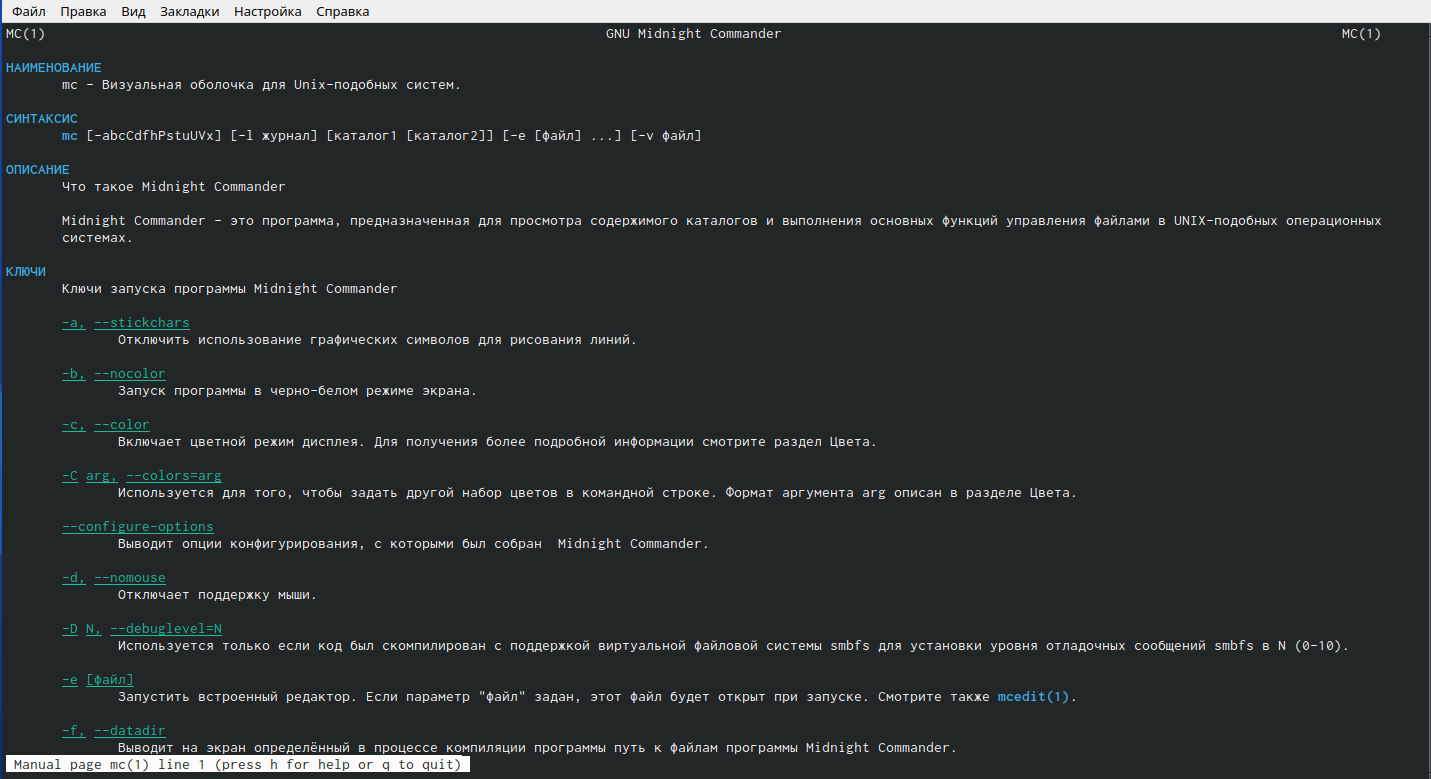 Файл Правка Вид Закладки Настройка Справка
MC(1) GNU Midnight Commander MC(1)
НАИМЕНОВАНИЕ
mc - Визуальная оболочка для Unix-подобных систем.
СИНТАКСИС
mc [-abcCdfhPstuUVx] [-l журнал] [каталог1 [каталог2]] [-e [файл] ...] [-v файл]
ОПИСАНИЕ
Что такое Midnight Commander
Midnight Commander - это программа, предназначенная для просмотра содержимого каталогов и выполнения основных функций управления файлами в UNIX-подобных операционных
системах.
КЛЮЧИ
Ключи запуска программы Midnight Commander
-a, --stickchars
Отключить использование графических символов для рисования линий.
-b, --nocolor
Запуск программы в черно-белом режиме экрана.
-c, --color
Включает цветной режим дисплея. Для получения более подробной информации смотрите раздел Цвета.
-C arg, --colors=arg
Используется для того, чтобы задать другой набор цветов в командной строке. Формат аргумента arg описан в разделе Цвета.
--configure-options
Выводит опции конфигурирования, с которыми был собран  Midnight Commander.
-d, --nomouse
Отключает поддержку мыши.
-D N, --debuglevel=N
Используется только если код был скомпилирован с поддержкой виртуальной файловой системы smbfs для установки уровня отладочных сообщений smbfs в N (0-10).
-e [файл]
Запустить встроенный редактор. Если параметр "файл" задан, этот файл будет открыт при запуске. Смотрите также mcedit(1).
-f, --datadir
Выводит на экран определённый в процессе компиляции программы путь к файлам программы Midnight Commander.
Manual page mc(1) line 1 (press h for help or q to quit)